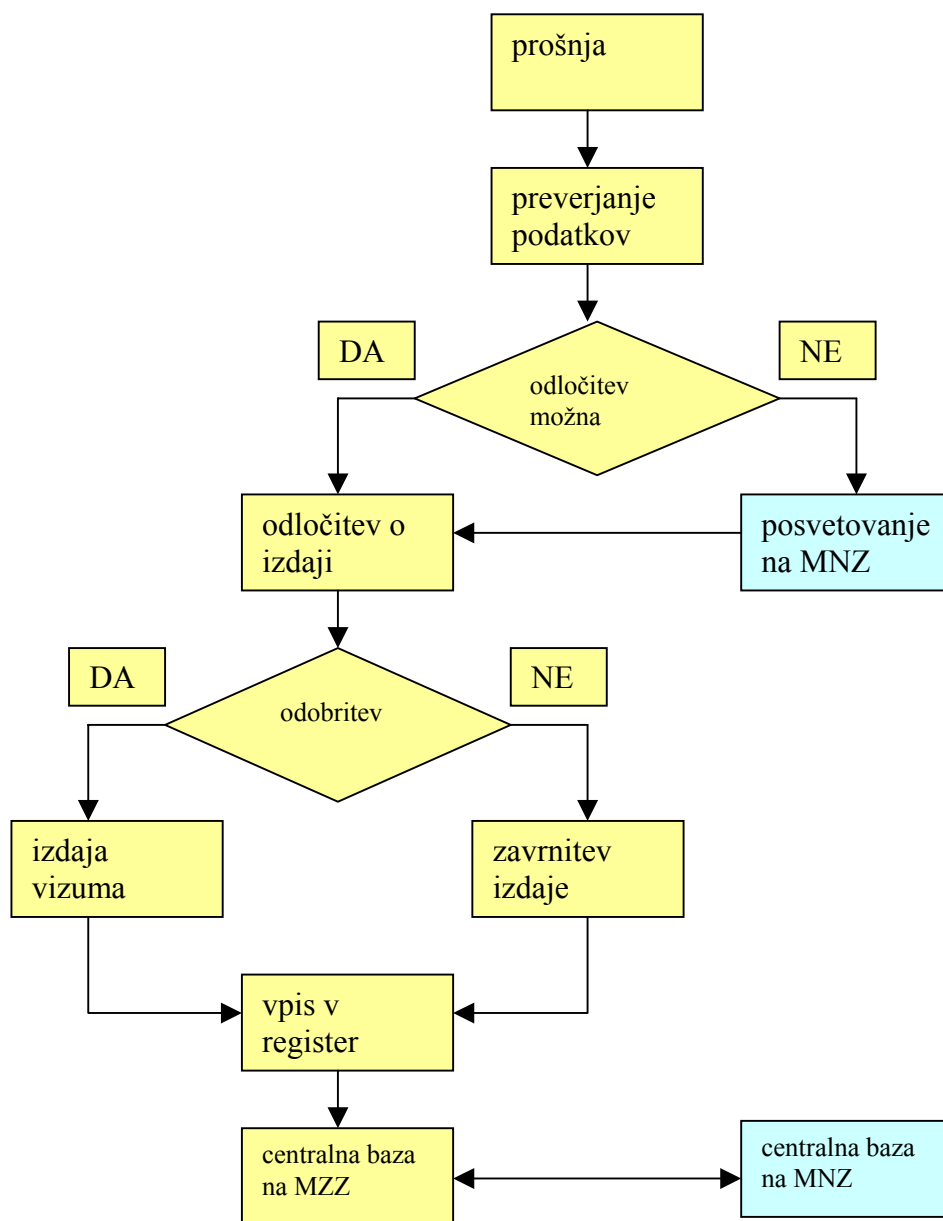 prošnja
preverjanje
podatkov
DA
NE
odločitev
možna
odločitev o
izdaji
posvetovanje
na MNZ
DA
NE
odobritev
izdaja
vizuma
zavrnitev
izdaje
vpis v
register
centralna baza
na MZZ
centralna baza
na MNZ